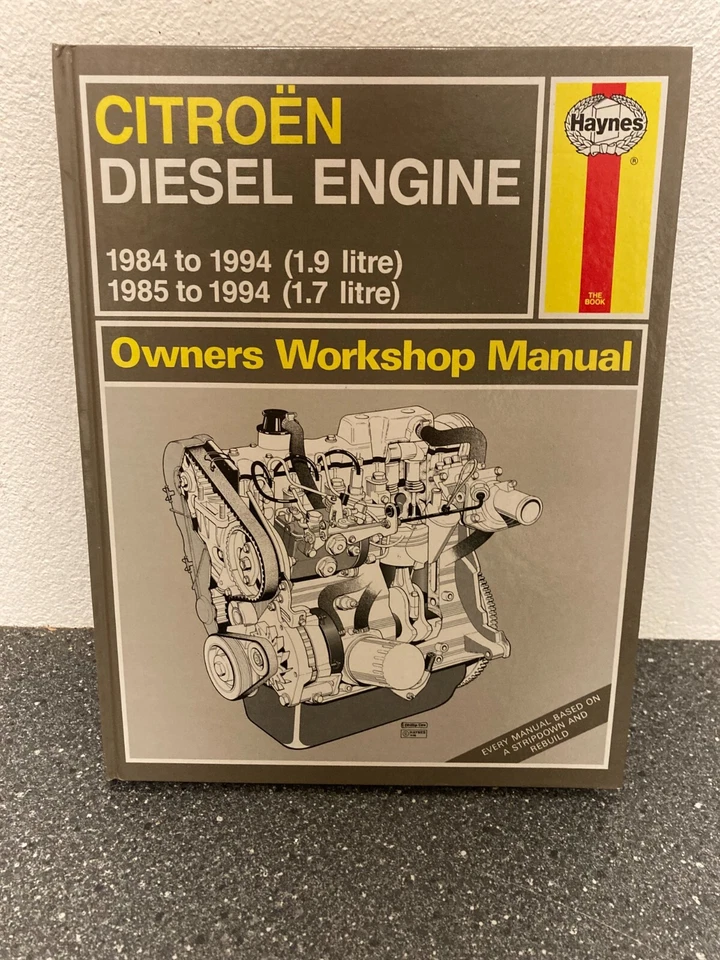 CITROËN
DIESEL ENGINE
1984 to 1994 (1.9 litre)
1985 to 1994 (1.7 litre)
Haynes
®
THE
BOOK
Owners Workshop Manual
EVERY MANUAL BASED ON
A STRIPDOWN AND
REBUILD